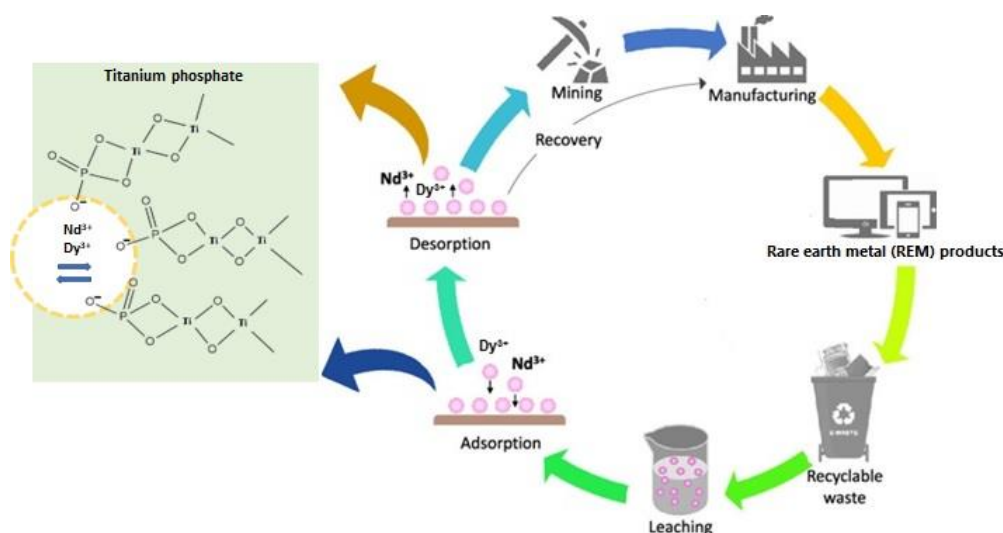 Titanium phosphate
O
Ti
Ti
O
O
O
P
O
O⁻
Nd³⁺
Dy³⁺
O
O⁻
P
O
O
Ti
O
O
Ti
O⁻
O
P
O
O
Ti
O
O
Ti
Mining
Manufacturing
Recovery
Nd³⁺
Dy³⁺
Desorption
Rare earth metal (REM) products
Dy³⁺
Nd³⁺
Adsorption
Leaching
Recyclable
waste